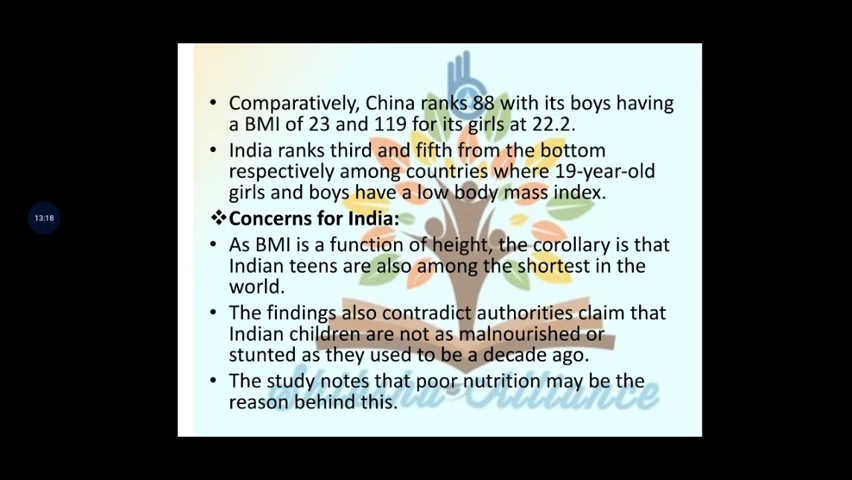 • Comparatively, China ranks 88 with its boys having
a BMI of 23 and 119 for its girls at 22.2.
• India ranks third and fifth from the bottom
respectively among countries where 19-year-old
girls and boys have a low body mass index.
❖Concerns for India:
• As BMI is a function of height, the corollary is that
Indian teens are also among the shortest in the
world.
• The findings also contradict authorities claim that
Indian children are not as malnourished or
stunted as they used to be a decade ago.
• The study notes that poor nutrition may be the
reason behind this.
Shiksha Alliance
13:18